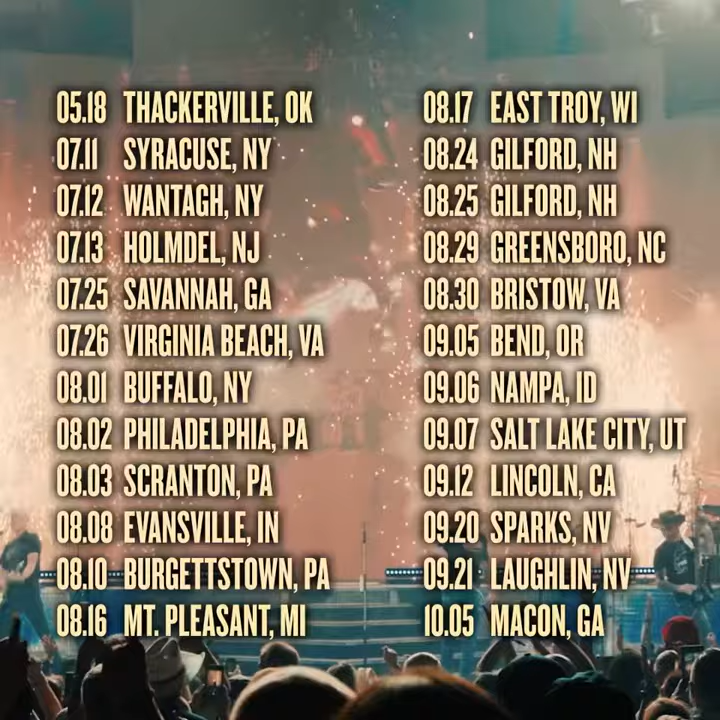 05.18 THACKERVILLE, OK
07.11 SYRACUSE, NY
07.12 WANTAGH, NY
07.13 HOLMDEL, NJ
07.25 SAVANNAH, GA
07.26 VIRGINIA BEACH, VA
08.01 BUFFALO, NY
08.02 PHILADELPHIA, PA
08.03 SCRANTON, PA
08.08 EVANSVILLE, IN
08.10 BURGETTSTOWN, PA
08.16 MT. PLEASANT, MI
08.17 EAST TROY, WI
08.24 GILFORD, NH
08.25 GILFORD, NH
08.29 GREENSBORO, NC
08.30 BRISTOW, VA
09.05 BEND, OR
09.06 NAMPA, ID
09.07 SALT LAKE CITY, UT
09.12 LINCOLN, CA
09.20 SPARKS, NV
09.21 LAUGHLIN, NV
10.05 MACON, GA